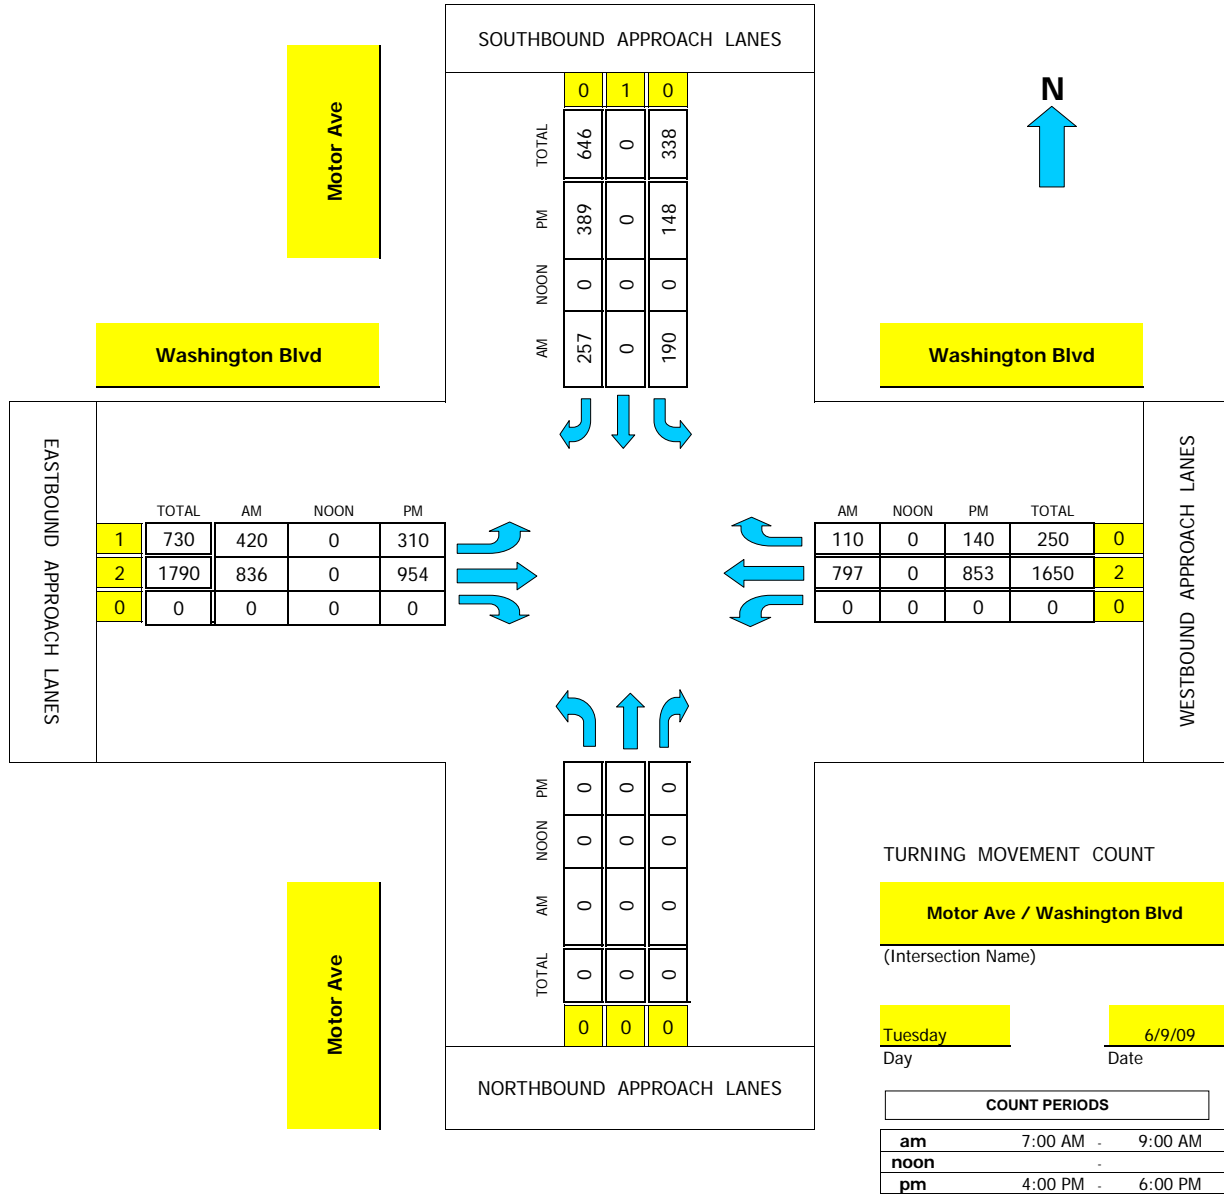 SOUTHBOUND APPROACH LANES
0 1 0
N
Motor Ave
TOTAL 646 0 338
PM 389 0 148
NOON 0 0 0
AM 257 0 190
Washington Blvd
Washington Blvd
EASTBOUND APPROACH LANES
TOTAL AM NOON PM
1 730 420 0 310
2 1790 836 0 954
0 0 0 0 0
AM NOON PM TOTAL
110 0 140 250 0
797 0 853 1650 2
0 0 0 0 0
WESTBOUND APPROACH LANES
PM 0 0 0
NOON 0 0 0
AM 0 0 0
TOTAL 0 0 0
0 0 0
Motor Ave
NORTHBOUND APPROACH LANES
TURNING MOVEMENT COUNT
Motor Ave / Washington Blvd
(Intersection Name)
Tuesday 6/9/09
Day Date
COUNT PERIODS
am 7:00 AM - 9:00 AM
noon -
pm 4:00 PM - 6:00 PM